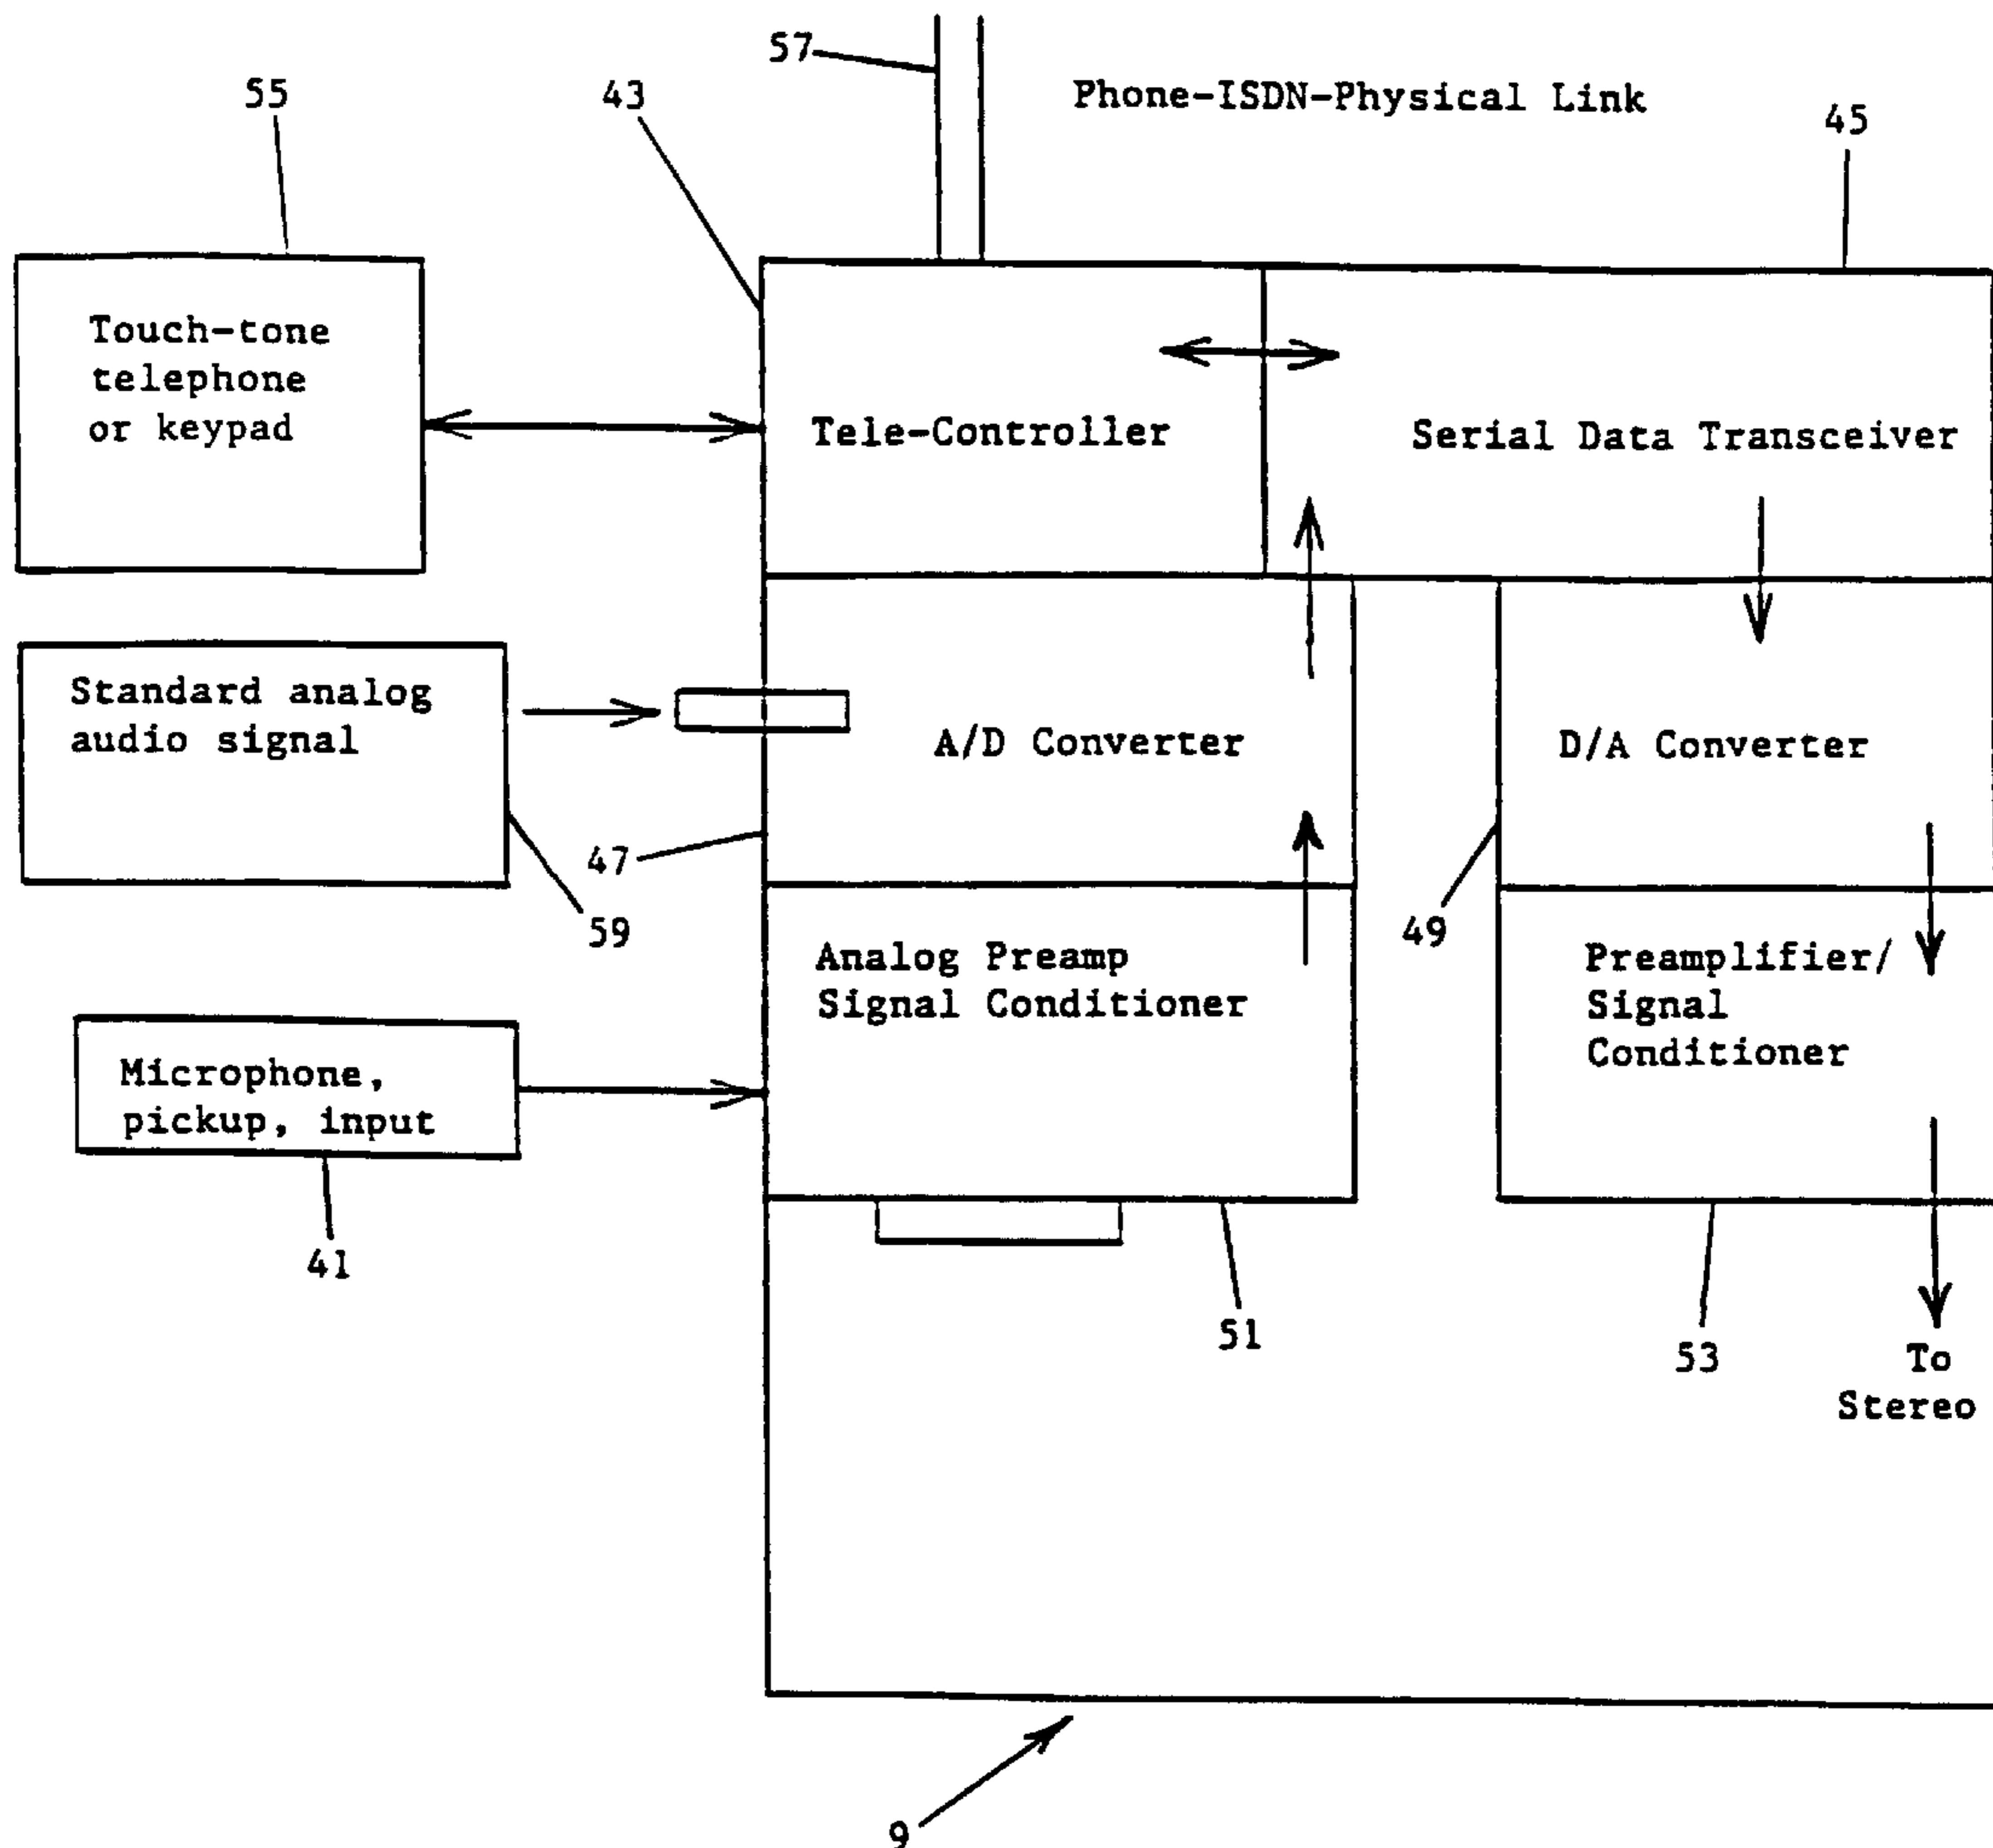 57
Phone-ISDN-Physical Link
55
43
45
Touch-tone
telephone
or keypad
Tele-Controller
Serial Data Transceiver
Standard analog
audio signal
A/D Converter
D/A Converter
47
59
49
Analog Preamp
Signal Conditioner
Preamplifier/
Signal
Conditioner
Microphone,
pickup, input
41
51
53
To
Stereo
9